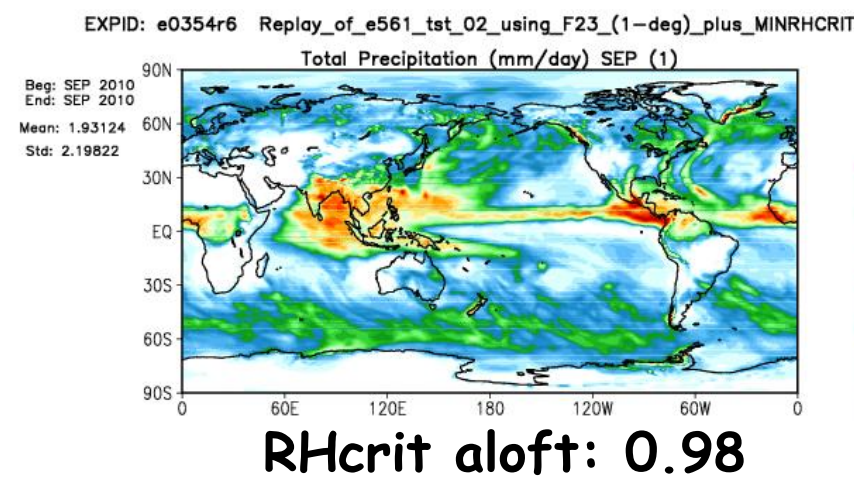 EXPID: e0354r6 Replay_of_e561_tst_02_using_F23_(1-deg)_plus_MINRHCRIT
Total Precipitation (mm/day) SEP (1)
Beg: SEP 2010
End: SEP 2010
Mean: 1.93124
Std: 2.19822
90N
60N
30N
EQ
30S
60S
90S
0 60E 120E 180 120W 60W 0
RHcrit aloft: 0.98